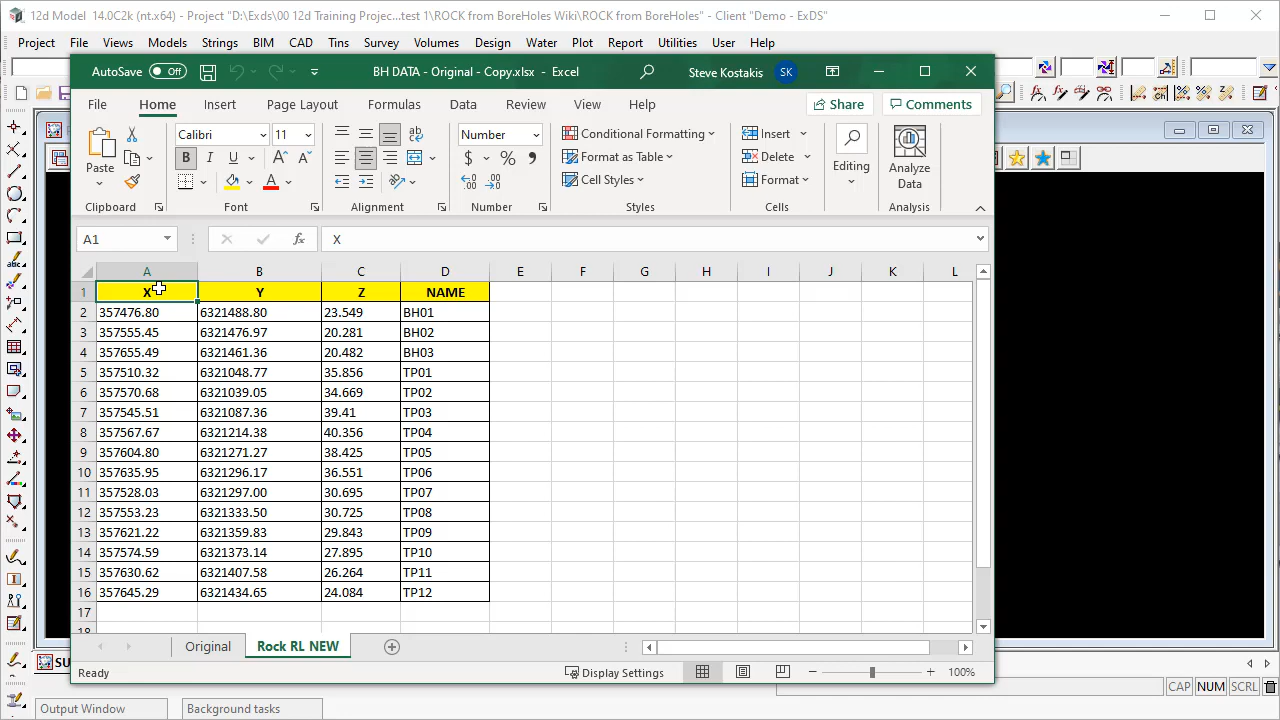 12d Model 14.0C2k (nt.x64) - Project "D:\Exds\00 12d Training Projec...test 1\ROCK from BoreHoles Wiki\ROCK from BoreHoles" - Client "Demo - ExDS"
Project File Views Models Strings BIM CAD Tins Survey Volumes Design Water Plot Report Utilities User Help
AutoSave Off BH DATA - Original - Copy.xlsx - Excel Steve Kostakis SK
File Home Insert Page Layout Formulas Data Review View Help Share Comments
Paste Calibri 11 Number Conditional Formatting Insert Editing Analyze Data
B I U $ % Format as Table Delete
Cell Styles Format
Clipboard Font Alignment Number Styles Cells Analysis
A1 fx X
A B C D E F G H I J K L
1 X Y Z NAME
2 357476.80 6321488.80 23.549 BH01
3 357555.45 6321476.97 20.281 BH02
4 357655.49 6321461.36 20.482 BH03
5 357510.32 6321048.77 35.856 TP01
6 357570.68 6321039.05 34.669 TP02
7 357545.51 6321087.36 39.41 TP03
8 357567.67 6321214.38 40.356 TP04
9 357604.80 6321271.27 38.425 TP05
10 357635.95 6321296.17 36.551 TP06
11 357528.03 6321297.00 30.695 TP07
12 357553.23 6321333.50 30.725 TP08
13 357621.22 6321359.83 29.843 TP09
14 357574.59 6321373.14 27.895 TP10
15 357630.62 6321407.58 26.264 TP11
16 357645.29 6321434.65 24.084 TP12
17
18
Original Rock RL NEW
SU
Ready Display Settings 100%
CAP NUM SCRL
Output Window Background tasks